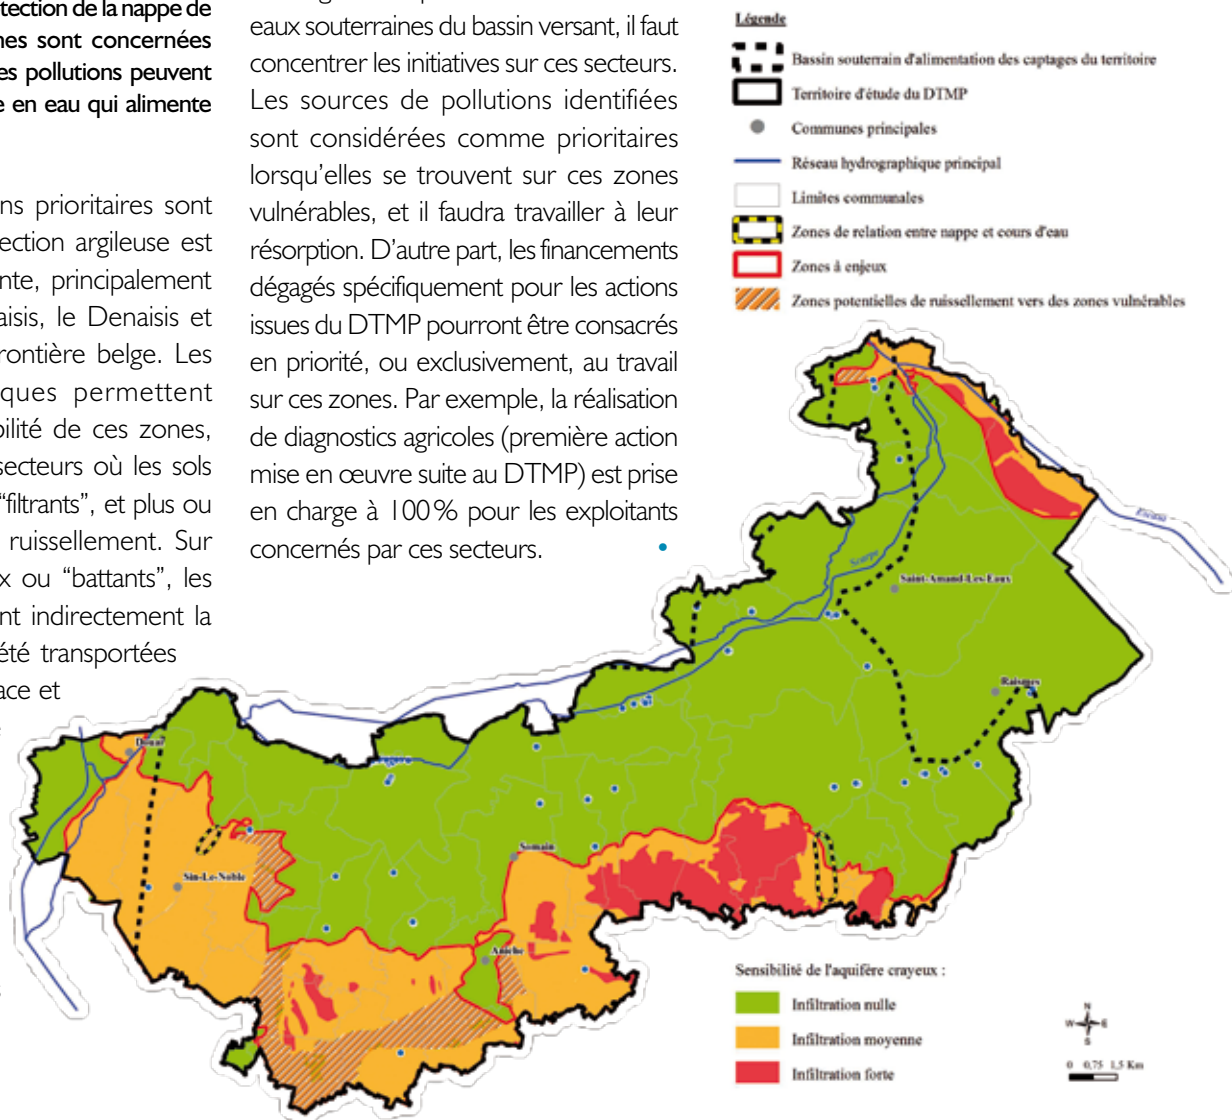 tection de la nappe de
nes sont concernées
es pollutions peuvent
e en eau qui alimente
ns prioritaires sont
ection argileuse est
nte, principalement
aisis, le Denaisis et
rontière belge. Les
ques permettent
bilité de ces zones,
secteurs où les sols
“filtrants”, et plus ou
ruissellement. Sur
x ou “battants”, les
nt indirectement la
été transportées
ace et
eaux souterraines du bassin versant, il faut
concentrer les initiatives sur ces secteurs.
Les sources de pollutions identifiées
sont considérées comme prioritaires
lorsqu’elles se trouvent sur ces zones
vulnérables, et il faudra travailler à leur
résorption. D’autre part, les financements
dégagés spécifiquement pour les actions
issues du DTMP pourront être consacrés
en priorité, ou exclusivement, au travail
sur ces zones. Par exemple, la réalisation
de diagnostics agricoles (première action
mise en œuvre suite au DTMP) est prise
en charge à 100% pour les exploitants
concernés par ces secteurs.
Légende
Bassin souterrain d'alimentation des captages du territoire
Territoire d'étude du DTMP
Communes principales
Réseau hydrographique principal
Limites communales
Zones de relation entre nappe et cours d'eau
Zones à enjeux
Zones potentielles de ruissellement vers des zones vulnérables
Escaut
Scarpe
Saint-Amand-Les-Eaux
Raismes
Douai
Somain
Sin-Le-Noble
Aniche
Sensibilité de l'aquifère crayeux :
Infiltration nulle
Infiltration moyenne
Infiltration forte
N
W E
S
0 0,75 1,5 Km